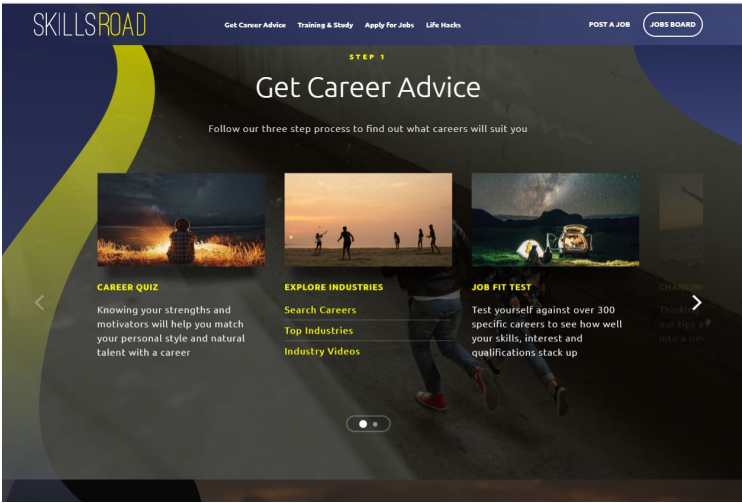 SKILLSROAD
Get Career Advice Training & Study Apply For Jobs Life Hacks
POST A JOB
JOBS BOARD
STEP 1
Get Career Advice
Follow our three step process to find out what careers will suit you
CAREER QUIZ
Knowing your strengths and
motivators will help you match
your personal style and natural
talent with a career
EXPLORE INDUSTRIES
Search Careers
Top Industries
Industry Videos
JOB FIT TEST
Test yourself against over 300
specific careers to see how well
your skills, interest and
qualifications stack up
our tips